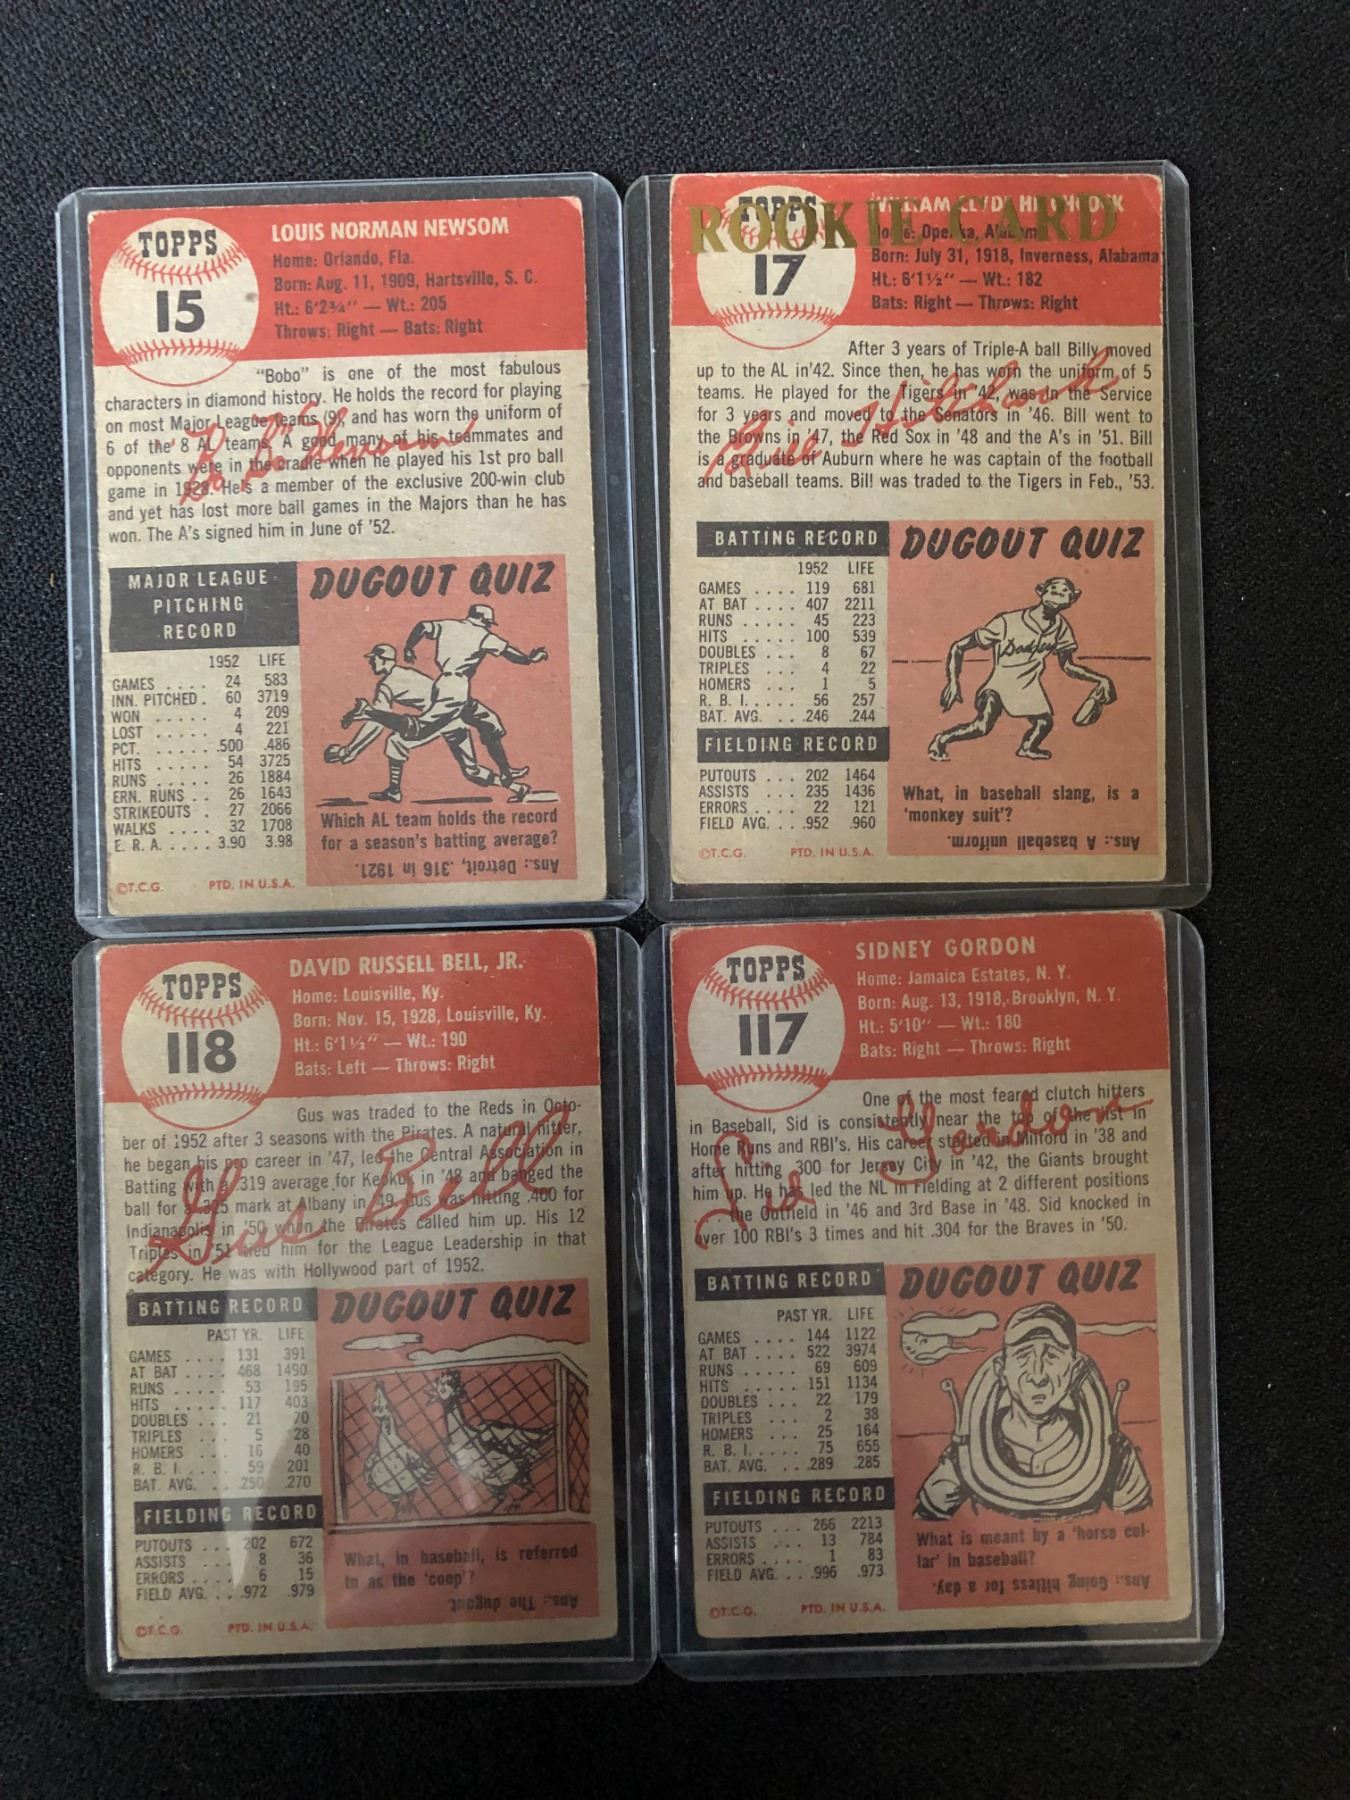 TOPPS
15
LOUIS NORMAN NEWSOM
Home: Orlando, Fla.
Born: Aug. 11, 1909, Hartsville, S. C.
Ht.: 6'2¾" — Wt.: 205
Throws: Right — Bats: Right
"Bobo" is one of the most fabulous
characters in diamond history. He holds the record for playing
on most Major League teams (9), and has worn the uniform of
6 of the 8 AL teams. A good many of his teammates and
opponents were in the cradle when he played his 1st pro ball
game in 1928. He's a member of the exclusive 200-win club
and yet has lost more ball games in the Majors than he has
won. The A's signed him in June of '52.
"Bobo" Newsom
MAJOR LEAGUE
PITCHING
RECORD
1952 LIFE
GAMES .... 24 583
INN. PITCHED. 60 3719
WON ..... 4 209
LOST ..... 4 221
PCT. ..... .500 .486
HITS ..... 54 3725
RUNS ..... 26 1884
ERN. RUNS .. 26 1643
STRIKEOUTS . 27 2066
WALKS .... 32 1708
E. R. A. .... 3.90 3.98
©T.C.G. PTD. IN U.S.A.
DUGOUT QUIZ
Which AL team holds the record
for a season's batting average?
Ans.: Detroit, .316 in 1921.
ROOKIE CARD
TOPPS
17
WILLIAM CLYDE HITCHCOCK
Home: Opelika, Alabama
Born: July 31, 1918, Inverness, Alabama
Ht.: 6'1½" — Wt.: 182
Bats: Right — Throws: Right
After 3 years of Triple-A ball Billy moved
up to the AL in '42. Since then, he has worn the uniform of 5
teams. He played for the Tigers in '42, was in the Service
for 3 years and moved to the Senators in '46. Bill went to
the Browns in '47, the Red Sox in '48 and the A's in '51. Bill
is a graduate of Auburn where he was captain of the football
and baseball teams. Bill was traded to the Tigers in Feb., '53.
Bill Hitchcock
BATTING RECORD
1952 LIFE
GAMES .... 119 681
AT BAT .... 407 2211
RUNS ..... 45 223
HITS ..... 100 539
DOUBLES ... 8 67
TRIPLES ... 4 22
HOMERS ... 1 5
R. B. I. ..... 56 257
BAT. AVG. ... .246 .244
FIELDING RECORD
PUTOUTS ... 202 1464
ASSISTS ... 235 1436
ERRORS .... 22 121
FIELD AVG. ... .952 .960
©T.C.G. PTD. IN U.S.A.
DUGOUT QUIZ
Dodgers
What, in baseball slang, is a
'monkey suit'?
Ans.: A baseball uniform.
TOPPS
118
DAVID RUSSELL BELL, JR.
Home: Louisville, Ky.
Born: Nov. 15, 1928, Louisville, Ky.
Ht.: 6'1½" — Wt.: 190
Bats: Left — Throws: Right
Gus was traded to the Reds in Octo-
ber of 1952 after 3 seasons with the Pirates. A natural hitter,
he began his pro career in '47, led the Central Association in
Batting with a .319 average for Keokuk in '48 and banged the
ball for a .325 mark at Albany in '49. Gus was hitting .400 for
Indianapolis in '50 when the Pirates called him up. His 12
Triples in '51 tied him for the League Leadership in that
category. He was with Hollywood part of 1952.
Gus Bell
BATTING RECORD
PAST YR. LIFE
GAMES .... 131 391
AT BAT .... 468 1490
RUNS ..... 53 195
HITS ..... 117 403
DOUBLES ... 21 70
TRIPLES ... 5 28
HOMERS ... 16 40
R. B. I. .... 59 201
BAT. AVG. .. .250 .270
FIELDING RECORD
PUTOUTS ... 202 672
ASSISTS ... 8 36
ERRORS .... 6 15
FIELD AVG. ... .972 .979
©T.C.G. PTD. IN U.S.A.
DUGOUT QUIZ
What, in baseball, is referred
to as the 'coop'?
Ans.: The dugout.
TOPPS
117
SIDNEY GORDON
Home: Jamaica Estates, N. Y.
Born: Aug. 13, 1918, Brooklyn, N. Y.
Ht.: 5'10" — Wt.: 180
Bats: Right — Throws: Right
One of the most feared clutch hitters
in Baseball, Sid is consistently near the top of the list in
Home Runs and RBI's. His career started in Milford in '38 and
after hitting .300 for Jersey City in '42, the Giants brought
him up. He has led the NL in Fielding at 2 different positions
... the Outfield in '46 and 3rd Base in '48. Sid knocked in
over 100 RBI's 3 times and hit .304 for the Braves in '50.
Sid Gordon
BATTING RECORD
PAST YR. LIFE
GAMES .... 144 1122
AT BAT .... 522 3974
RUNS .... 69 609
HITS ..... 151 1134
DOUBLES ... 22 179
TRIPLES ... 2 38
HOMERS ... 25 164
R. B. I. .... 75 655
BAT. AVG. ... .289 .285
FIELDING RECORD
PUTOUTS ... 266 2213
ASSISTS ... 13 784
ERRORS .... 1 83
FIELD AVG. ... .996 .973
©T.C.G. PTD. IN U.S.A.
DUGOUT QUIZ
What is meant by a 'horse col-
lar' in baseball?
Ans.: Going hitless for a day.